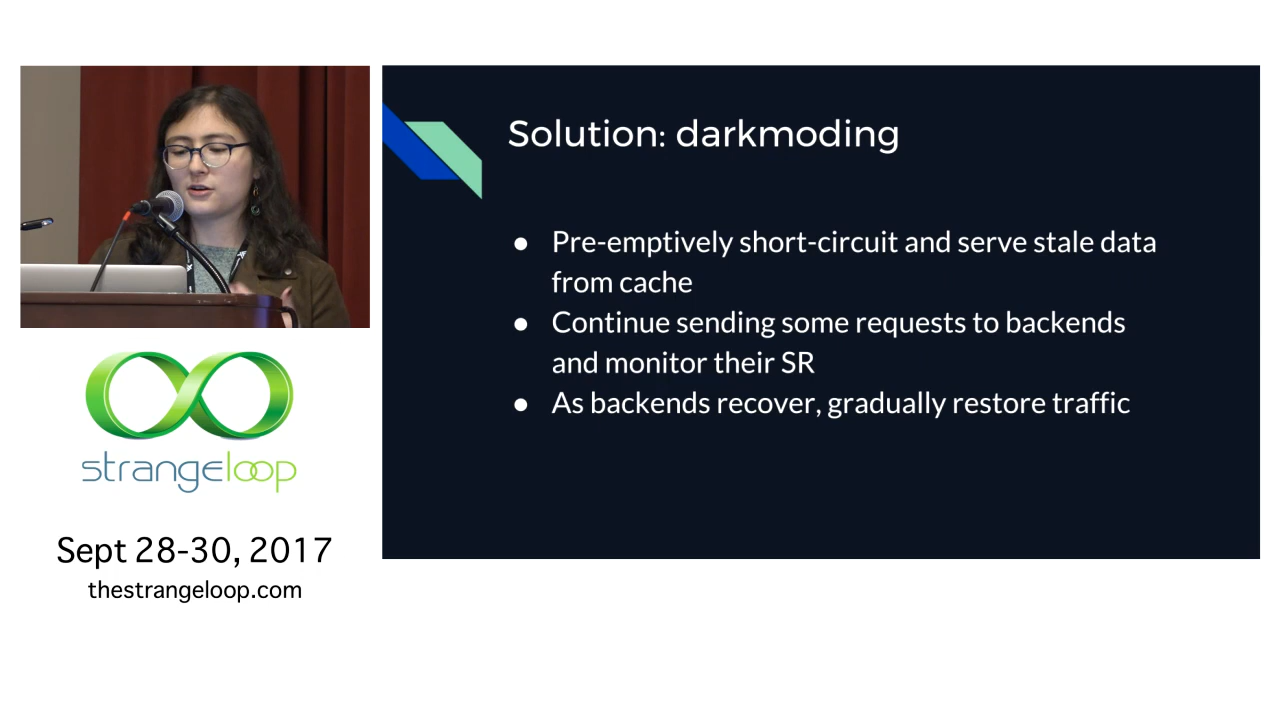 Solution: darkmoding
● Pre-emptively short-circuit and serve stale data
from cache
● Continue sending some requests to backends
and monitor their SR
● As backends recover, gradually restore traffic
strangeloop
Sept 28-30, 2017
thestrangeloop.com